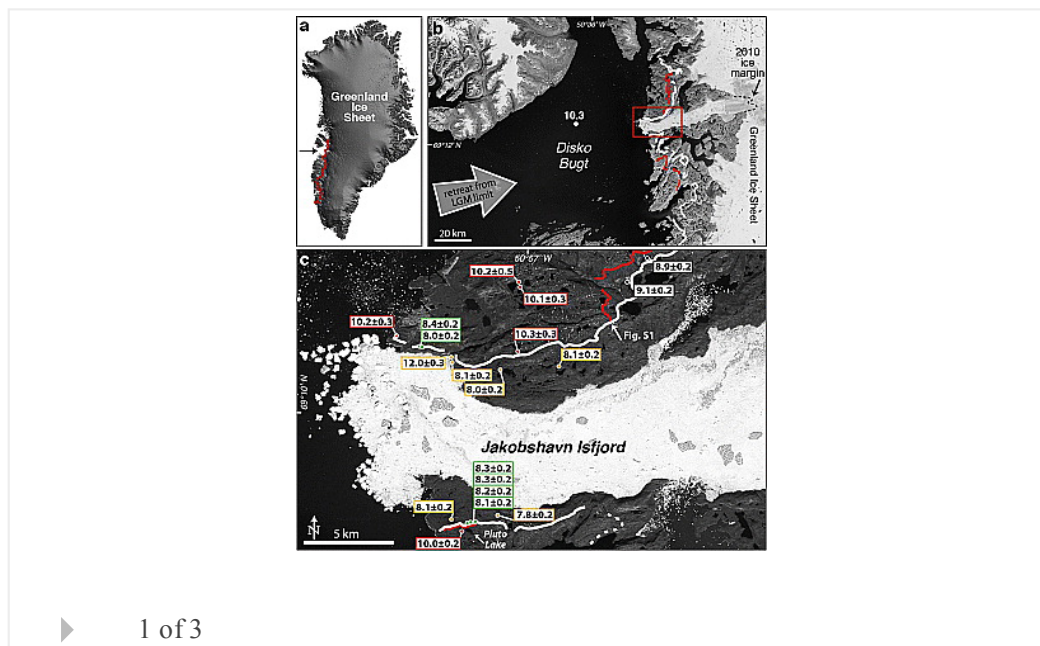 a
Greenland
Ice
Sheet
b
50°06' W
2010
ice
margin
10.3
69°12' N
Disko
Bugt
retreat from
LGM limit
20 km
Greenland Ice Sheet
c
50°57' W
10.2±0.5
8.9±0.2
10.1±0.3
9.1±0.2
10.2±0.3
8.4±0.2
8.0±0.2
10.3±0.3
Fig. S1
12.0±0.3
8.1±0.2
8.1±0.2
8.0±0.2
69°10' N
Jakobshavn Isfjord
8.3±0.2
8.3±0.2
8.2±0.2
8.1±0.2
8.1±0.2
7.8±0.2
N
5 km
10.0±0.2
Pluto
Lake
1 of 3